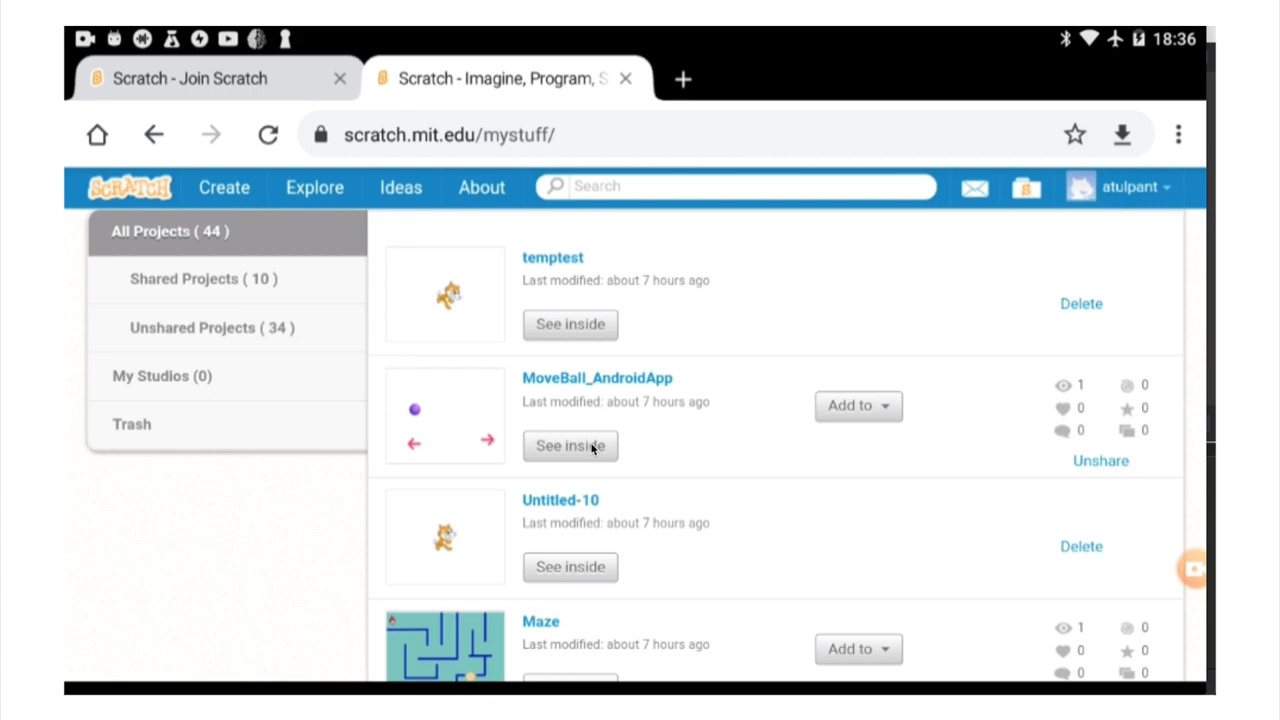 18:36
Scratch - Join Scratch
Scratch - Imagine, Program, S
scratch.mit.edu/mystuff/
SCRATCH Create Explore Ideas About Search atulpant
All Projects ( 44 )
Shared Projects ( 10 )
Unshared Projects ( 34 )
My Studios (0)
Trash
temptest
Last modified: about 7 hours ago
See inside
Delete
MoveBall_AndroidApp
Last modified: about 7 hours ago
See inside
Add to
1 0
0 0
0 0
Unshare
Untitled-10
Last modified: about 7 hours ago
See inside
Delete
Maze
Last modified: about 7 hours ago
Add to
1 0
0 0
0 0